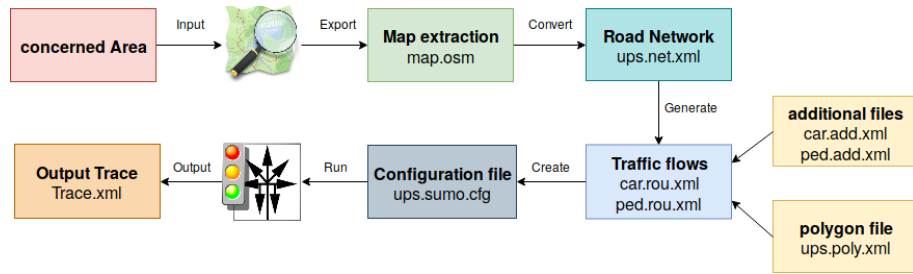 concerned Area
Input
Export
Map extraction
map.osm
Convert
Road Network
ups.net.xml
Generate
additional files
car.add.xml
ped.add.xml
Output Trace
Trace.xml
Output
Run
Configuration file
ups.sumo.cfg
Create
Traffic flows
car.rou.xml
ped.rou.xml
polygon file
ups.poly.xml